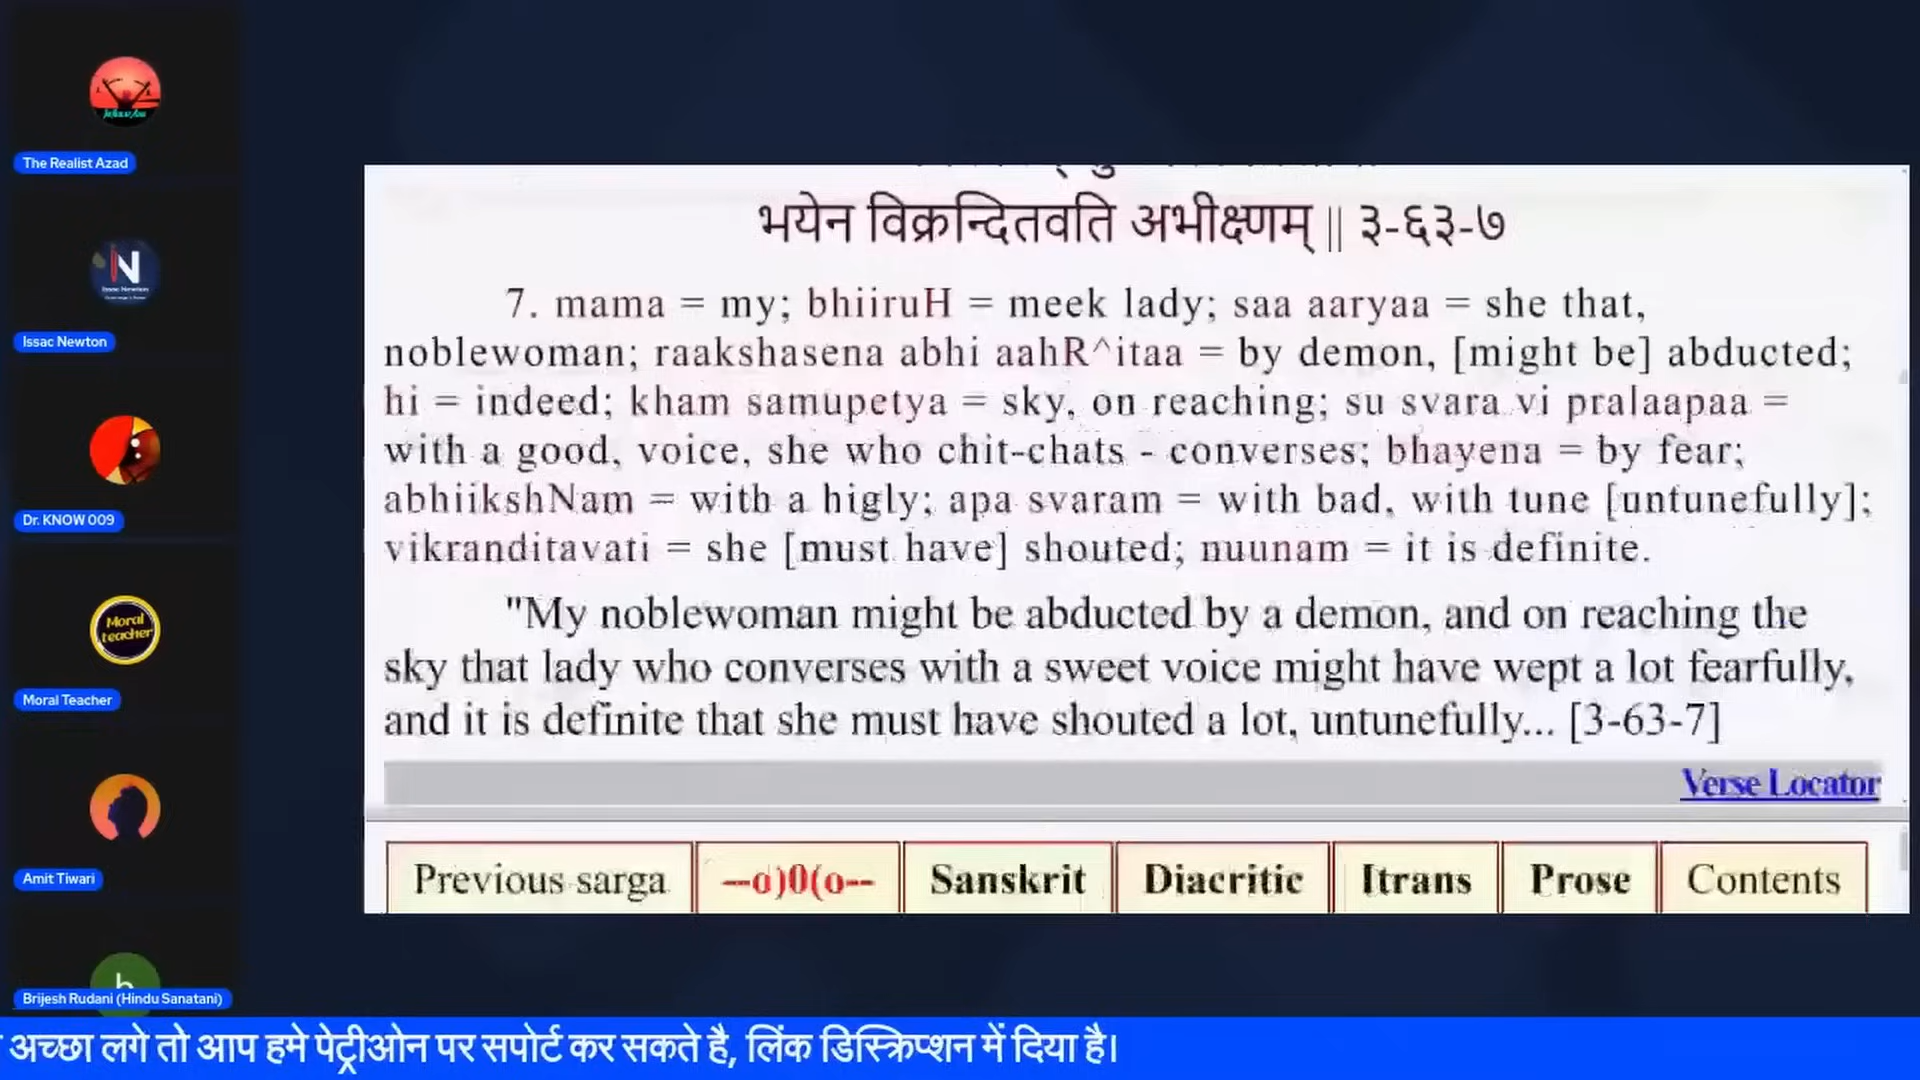 The Realist Azad
Issac Newton
Dr. KNOW 009
Moral
teacher
Moral Teacher
Amit Tiwari
Brijesh Rudani (Hindu Sanatani)
भयेन विक्रन्दितवति अभीक्ष्णम् || ३-६३-७
7. mama = my; bhiiruH = meek lady; saa aaryaa = she that,
noblewoman; raakshasena abhi aahR^itaa = by demon, [might be] abducted;
hi = indeed; kham samupetya = sky, on reaching; su svara vi pralaapaa =
with a good, voice, she who chit-chats - converses; bhayena = by fear;
abhiikshNam = with a higly; apa svaram = with bad, with tune [untunefully];
vikranditavati = she [must have] shouted; nuunam = it is definite.
"My noblewoman might be abducted by a demon, and on reaching the
sky that lady who converses with a sweet voice might have wept a lot fearfully,
and it is definite that she must have shouted a lot, untunefully... [3-63-7]
Verse Locator
Previous sarga --o)0(o-- Sanskrit Diacritic Itrans Prose Contents
अच्छा लगे तो आप हमे पेट्रीओन पर सपोर्ट कर सकते है, लिंक डिस्क्रिप्शन में दिया है।